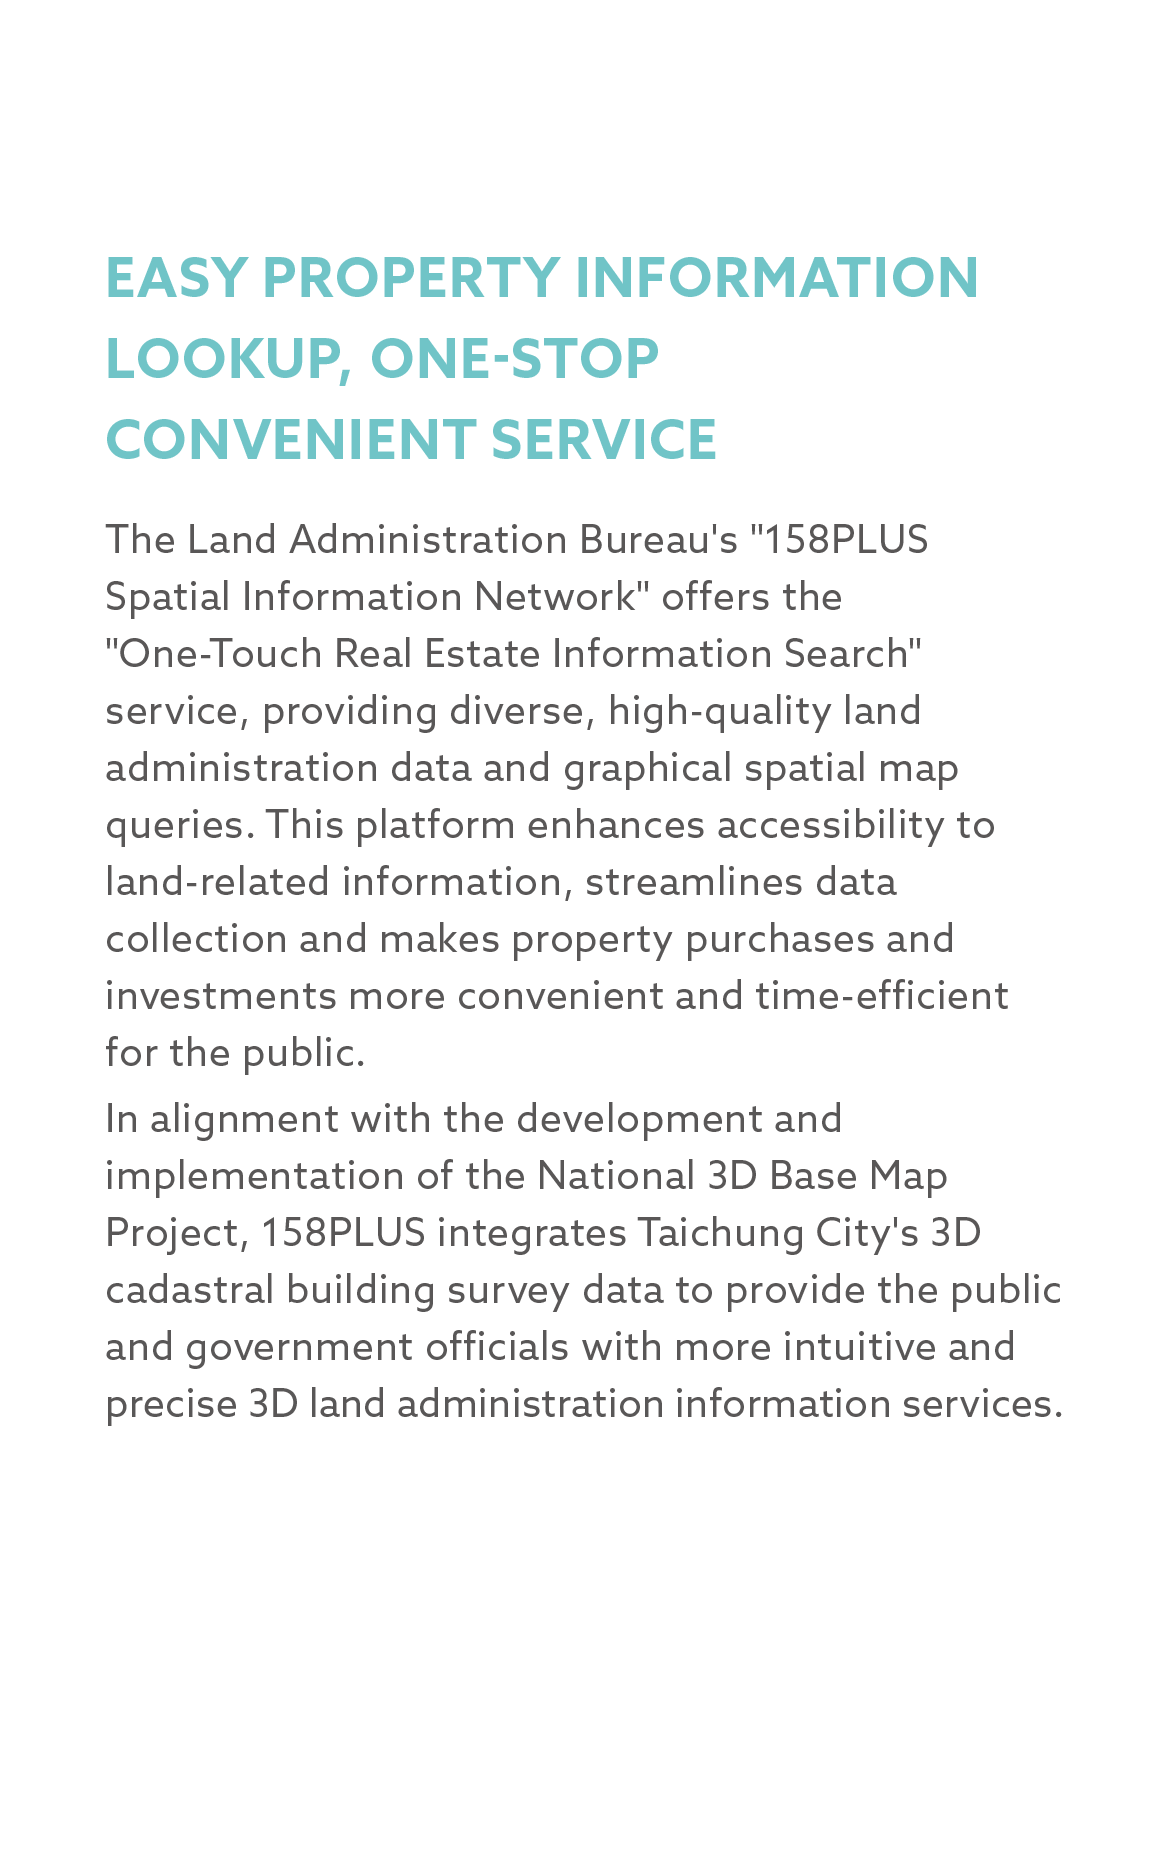 EASY PROPERTY INFORMATION
LOOKUP, ONE-STOP
CONVENIENT SERVICE
The Land Administration Bureau's "158PLUS
Spatial Information Network" offers the
"One-Touch Real Estate Information Search"
service, providing diverse, high-quality land
administration data and graphical spatial map
queries. This platform enhances accessibility to
land-related information, streamlines data
collection and makes property purchases and
investments more convenient and time-efficient
for the public.
In alignment with the development and
implementation of the National 3D Base Map
Project, 158PLUS integrates Taichung City's 3D
cadastral building survey data to provide the public
and government officials with more intuitive and
precise 3D land administration information services.